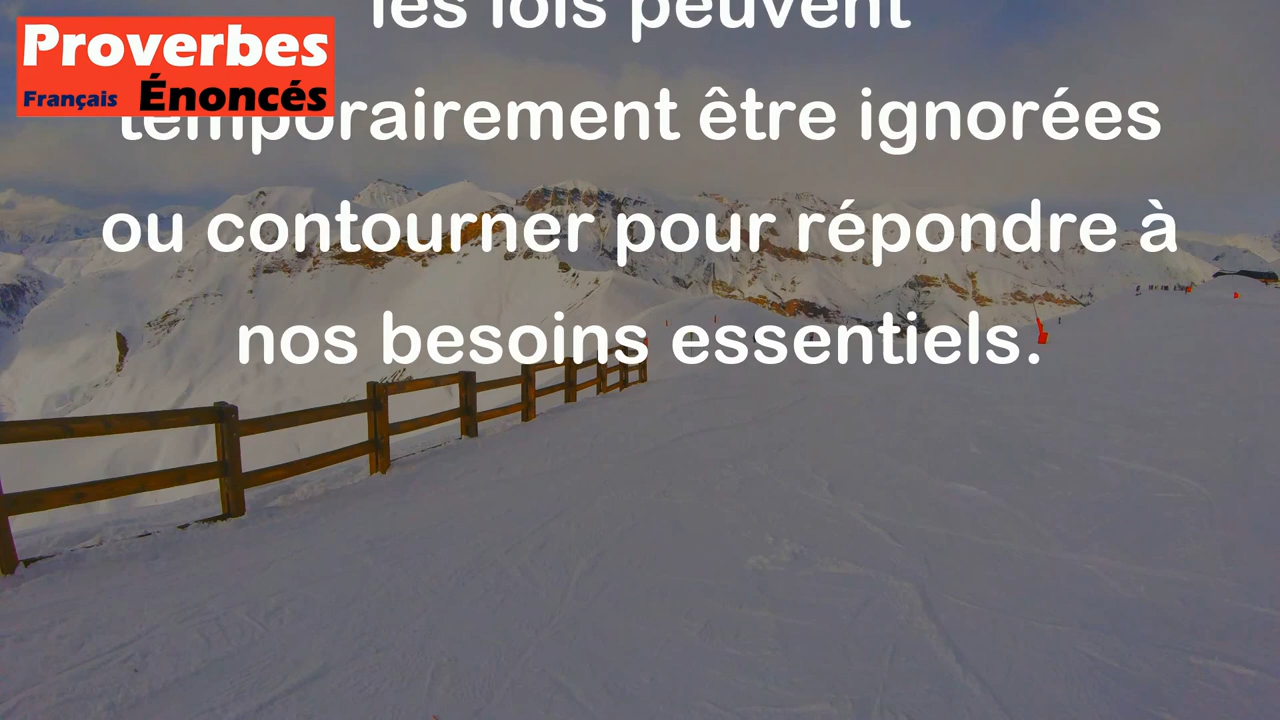 Proverbes
Français Énoncés
les lois peuvent
temporairement être ignorées
ou contourner pour répondre à
nos besoins essentiels.